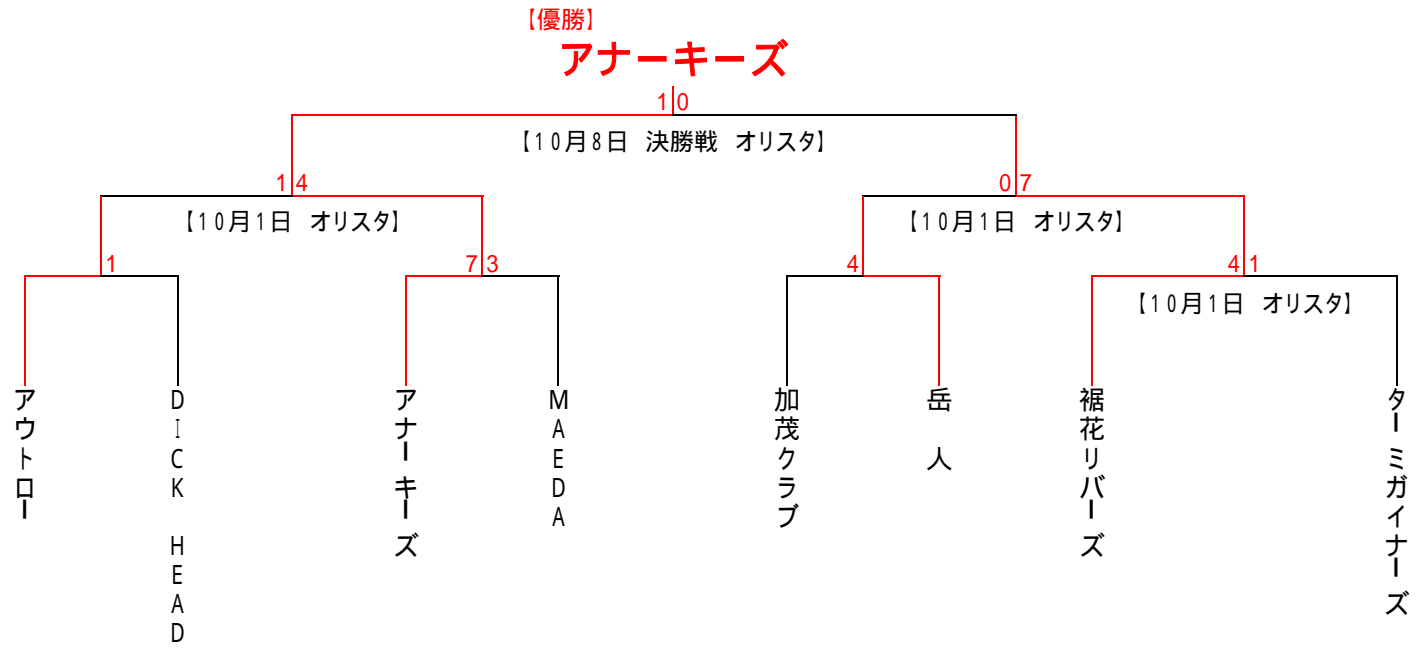 【優勝】
アナーキーズ
1 0
【10月8日 決勝戦 オリスタ】
1 4
0 7
【10月1日 オリスタ】
【10月1日 オリスタ】
1
7 3
4
4 1
【10月1日 オリスタ】
アウトロー
DICK HEAD
アナーキーズ
MAEDA
加茂クラブ
岳 人
裾花リバーズ
ターミガイナーズ